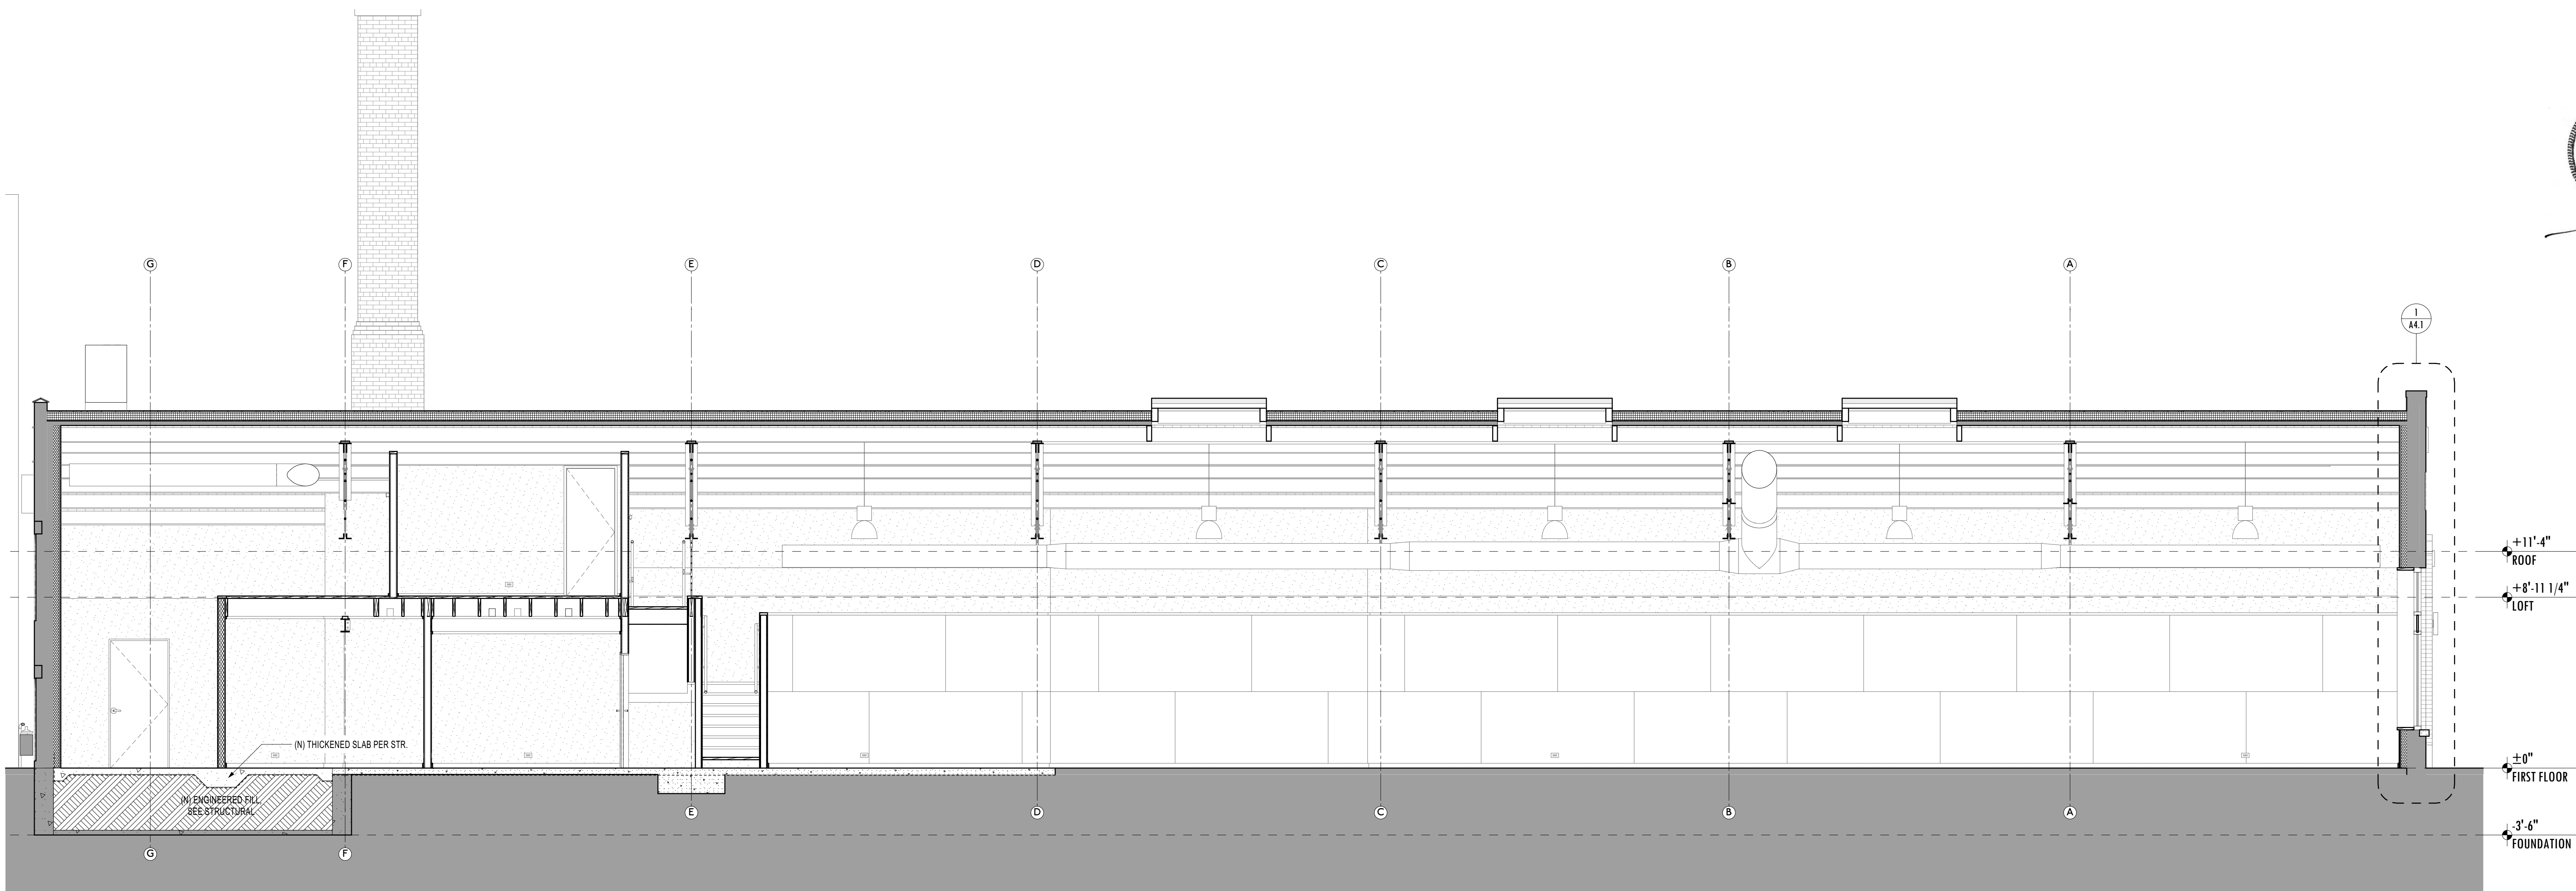 G
F
E
D
C
B
A
1
A4.1
+11'-4"
ROOF
+8'-11 1/4"
LOFT
(N) THICKENED SLAB PER STR.
±0"
FIRST FLOOR
(N) ENGINEERED FILL,
SEE STRUCTURAL
E
D
C
B
A
-3'-6"
FOUNDATION
G
F